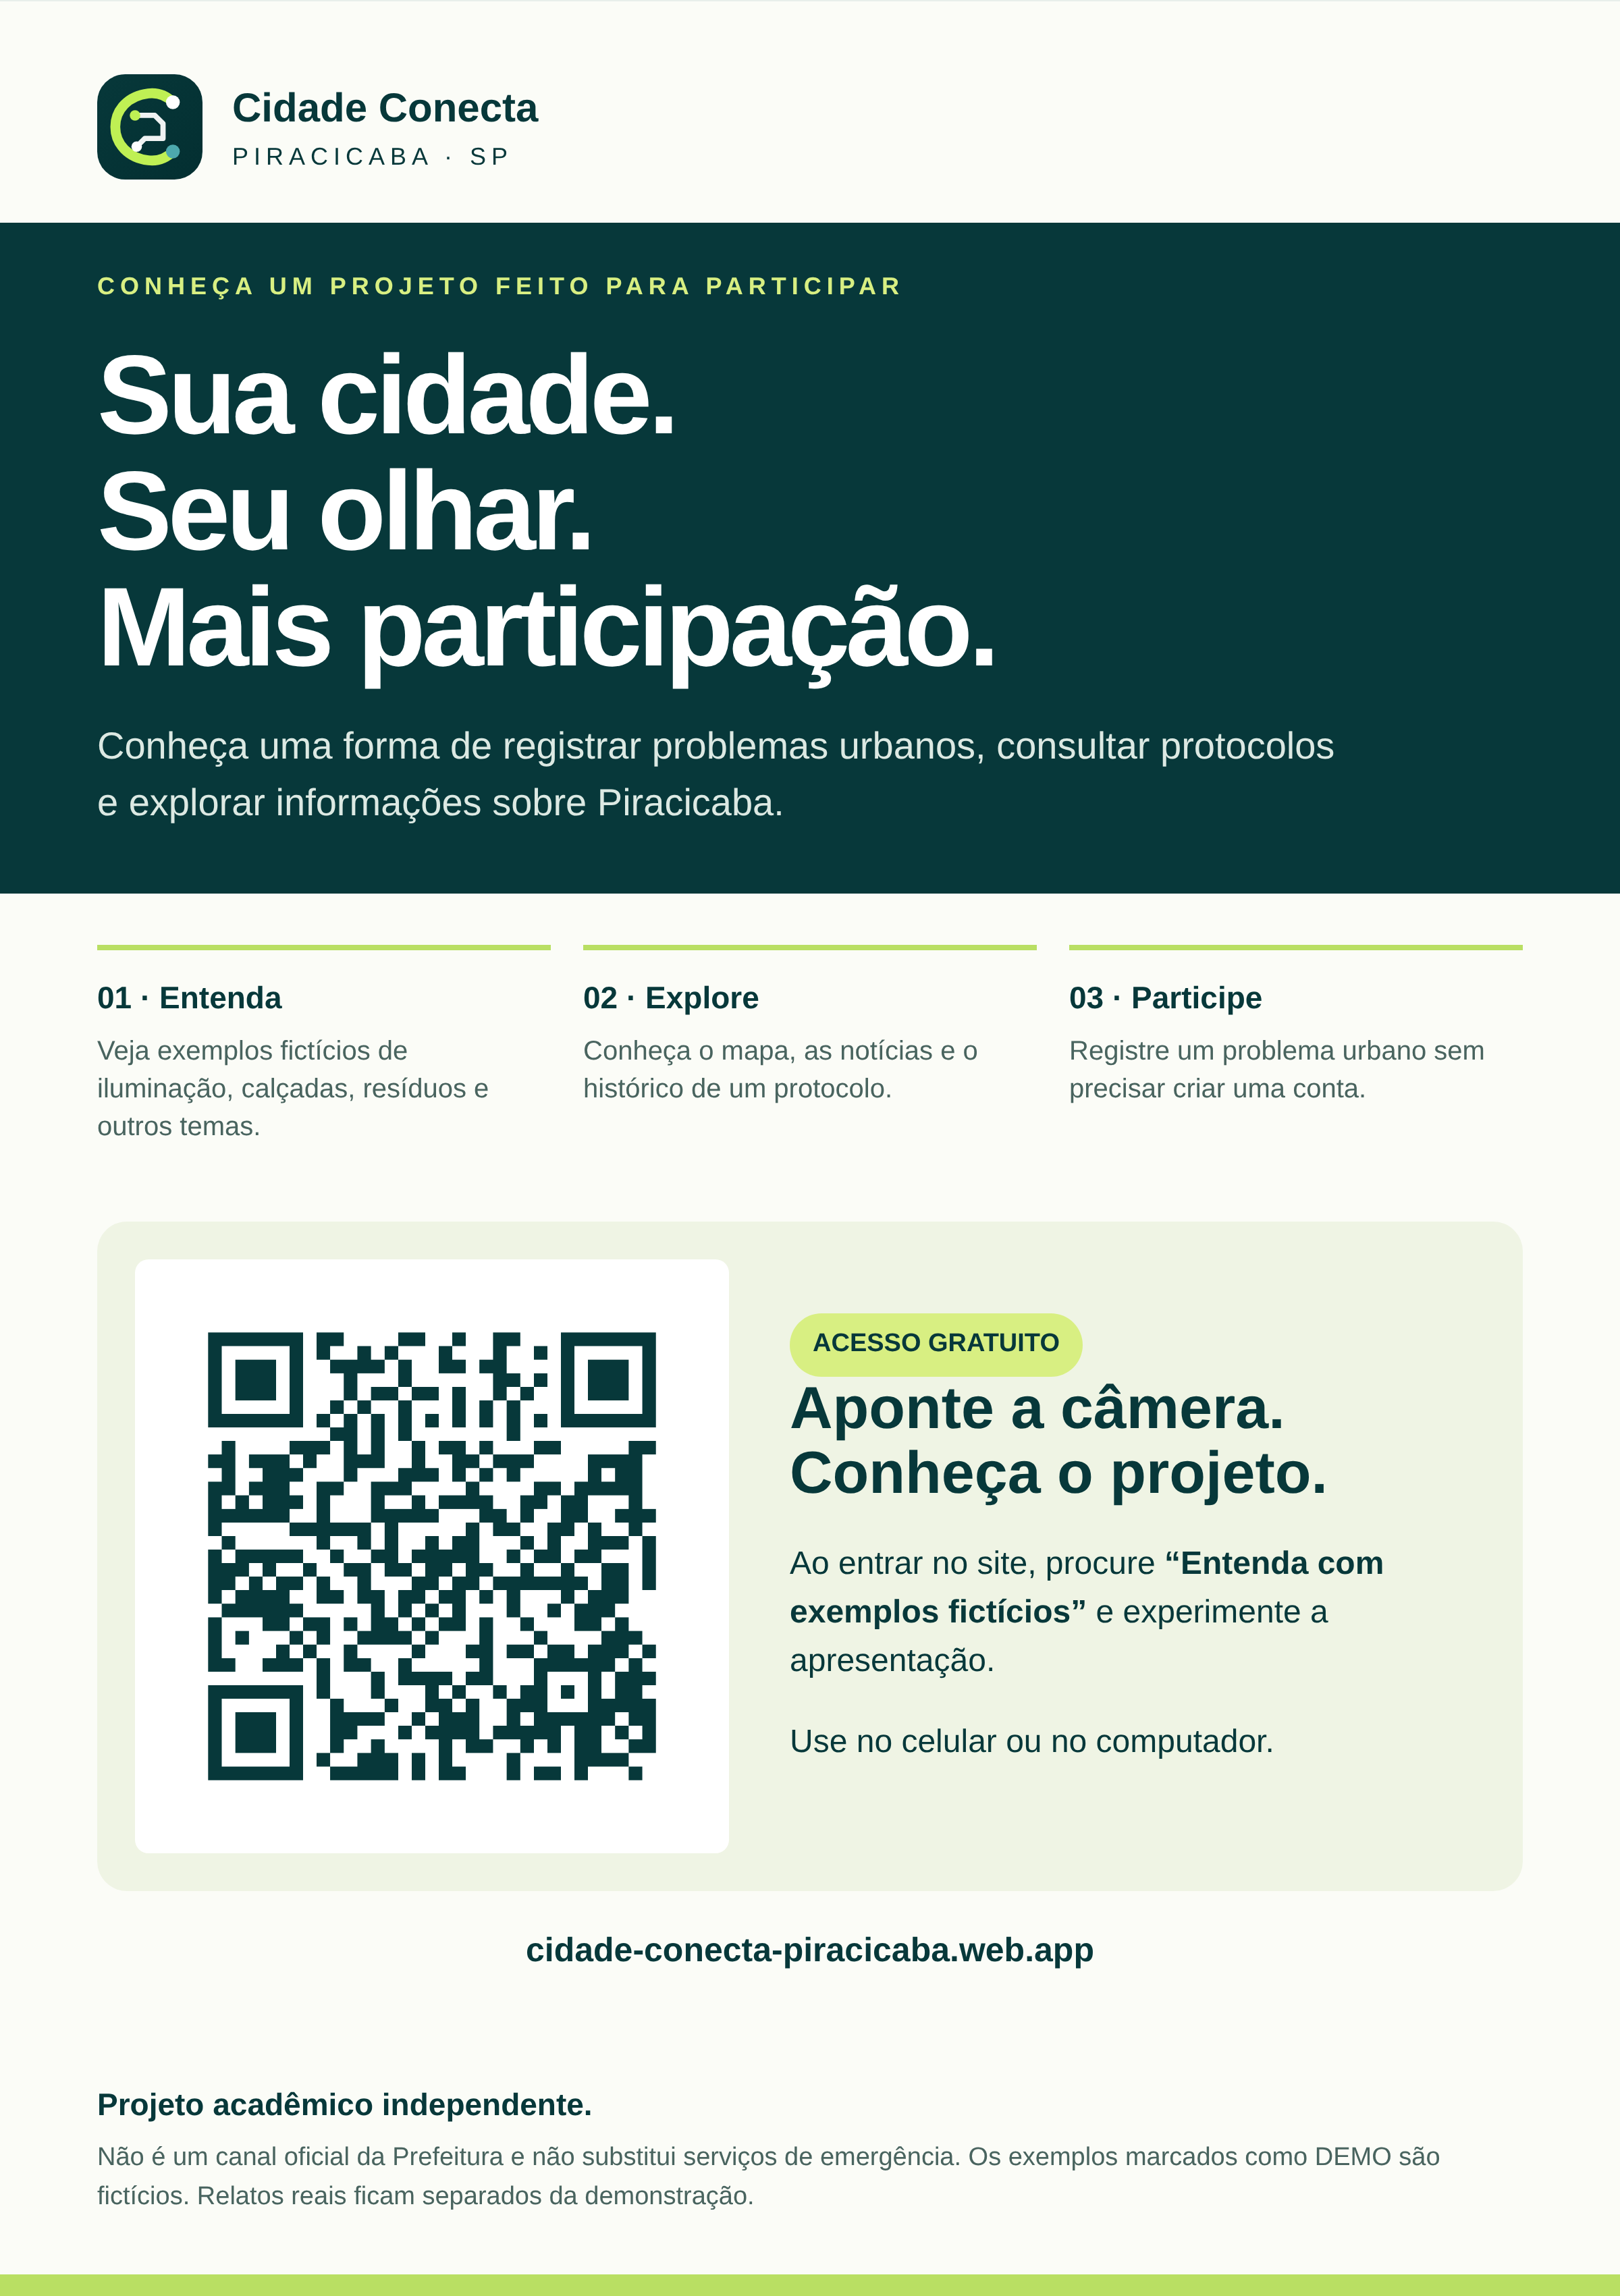 Cidade Conecta
PIRACICABA · SP
CONHEÇA UM PROJETO FEITO PARA PARTICIPAR
Sua cidade.
Seu olhar.
Mais participação.
Conheça uma forma de registrar problemas urbanos, consultar protocolos
e explorar informações sobre Piracicaba.
01 · Entenda
Veja exemplos fictícios de
iluminação, calçadas, resíduos e
outros temas.
02 · Explore
Conheça o mapa, as notícias e o
histórico de um protocolo.
03 · Participe
Registre um problema urbano sem
precisar criar uma conta.
ACESSO GRATUITO
Aponte a câmera.
Conheça o projeto.
Ao entrar no site, procure “Entenda com
exemplos fictícios” e experimente a
apresentação.
Use no celular ou no computador.
cidade-conecta-piracicaba.web.app
Projeto acadêmico independente.
Não é um canal oficial da Prefeitura e não substitui serviços de emergência. Os exemplos marcados como DEMO são
fictícios. Relatos reais ficam separados da demonstração.